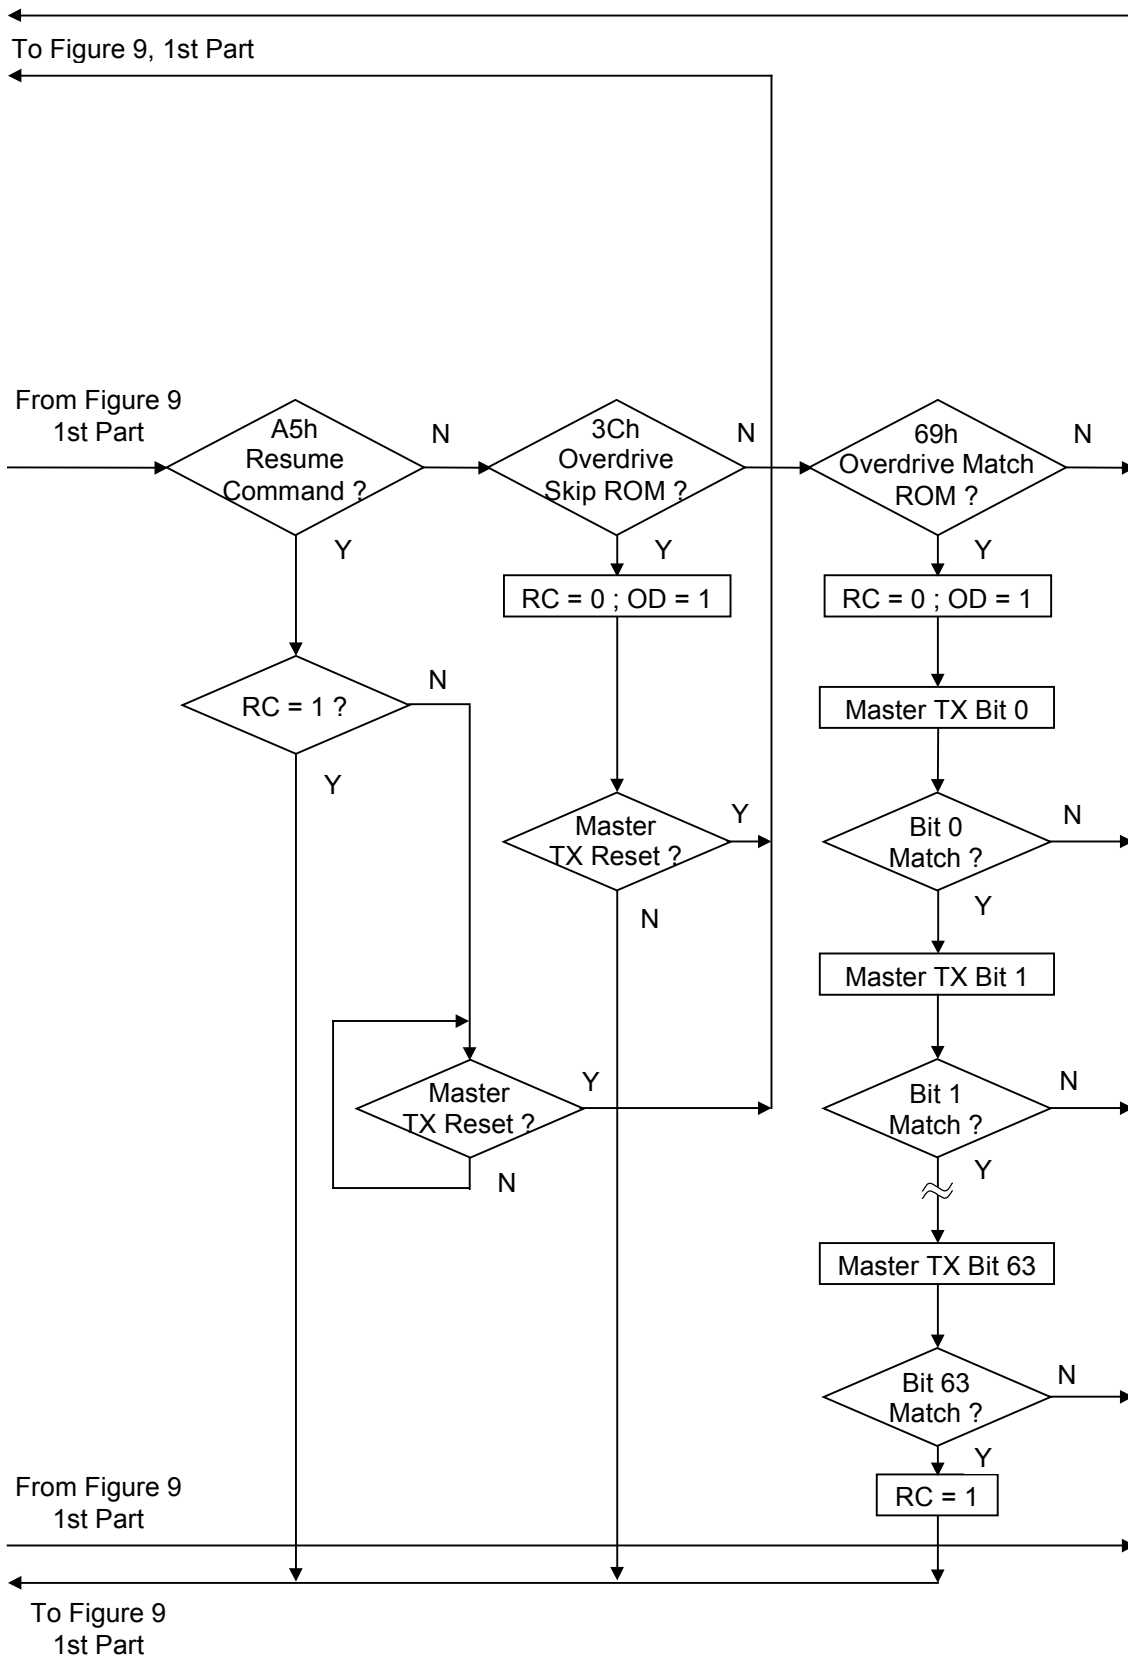 To Figure 9, 1st Part
From Figure 9
1st Part
A5h
Resume
Command ?
N
3Ch
Overdrive
Skip ROM ?
N
69h
Overdrive Match
ROM ?
N
Y
Y
Y
RC = 0 ; OD = 1
RC = 0 ; OD = 1
RC = 1 ?
N
Y
Master TX Bit 0
Master
TX Reset ?
Y
N
Bit 0
Match ?
N
Y
Master TX Bit 1
Master
TX Reset ?
Y
N
Bit 1
Match ?
N
Y
Master TX Bit 63
Bit 63
Match ?
N
Y
RC = 1
From Figure 9
1st Part
To Figure 9
1st Part